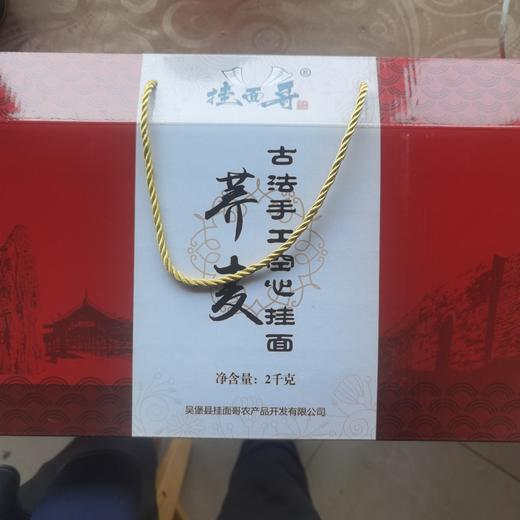 挂面哥®
古法手工空心挂面
荞麦
净含量：2千克
吴堡县挂面哥农产品开发有限公司